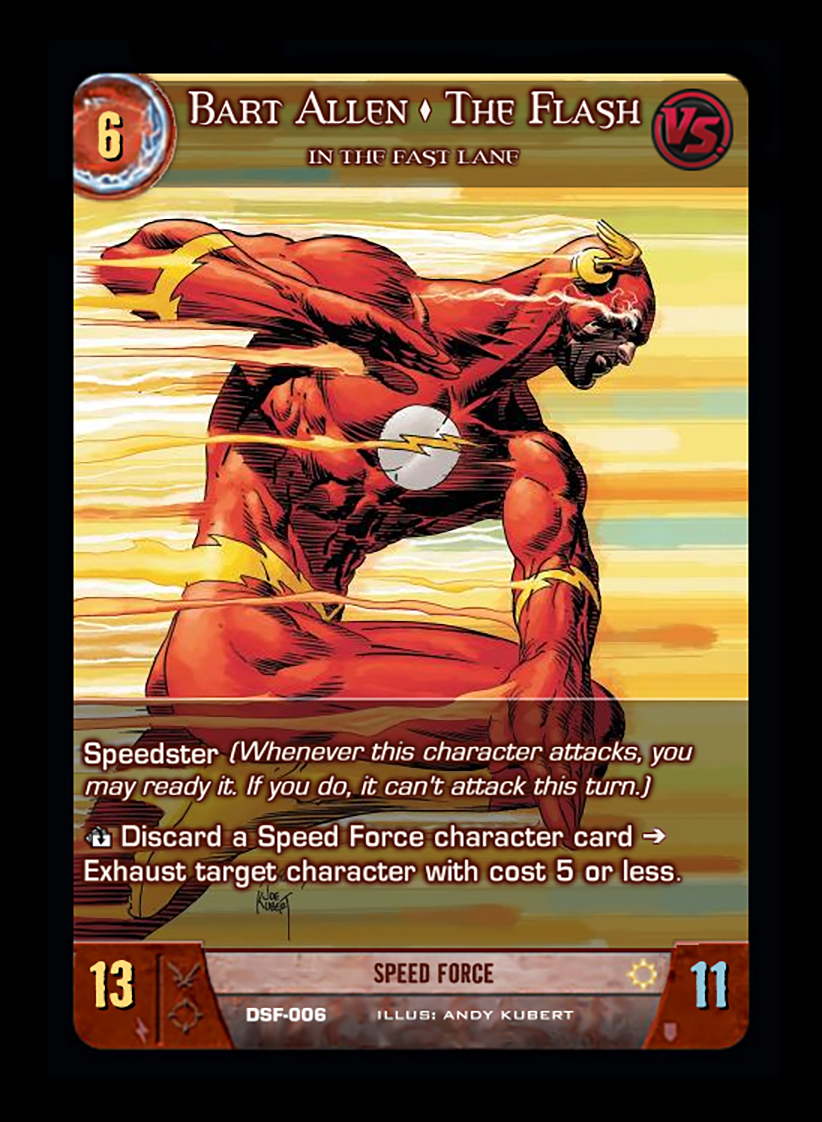 6
BART ALLEN ♦ THE FLASH
VS.
IN THE FAST LANE
Speedster (Whenever this character attacks, you
may ready it. If you do, it can't attack this turn.)
Discard a Speed Force character card ➔
Exhaust target character with cost 5 or less.
JOE
KUBERT
13
SPEED FORCE
11
DSF-006 ILLUS: ANDY KUBERT